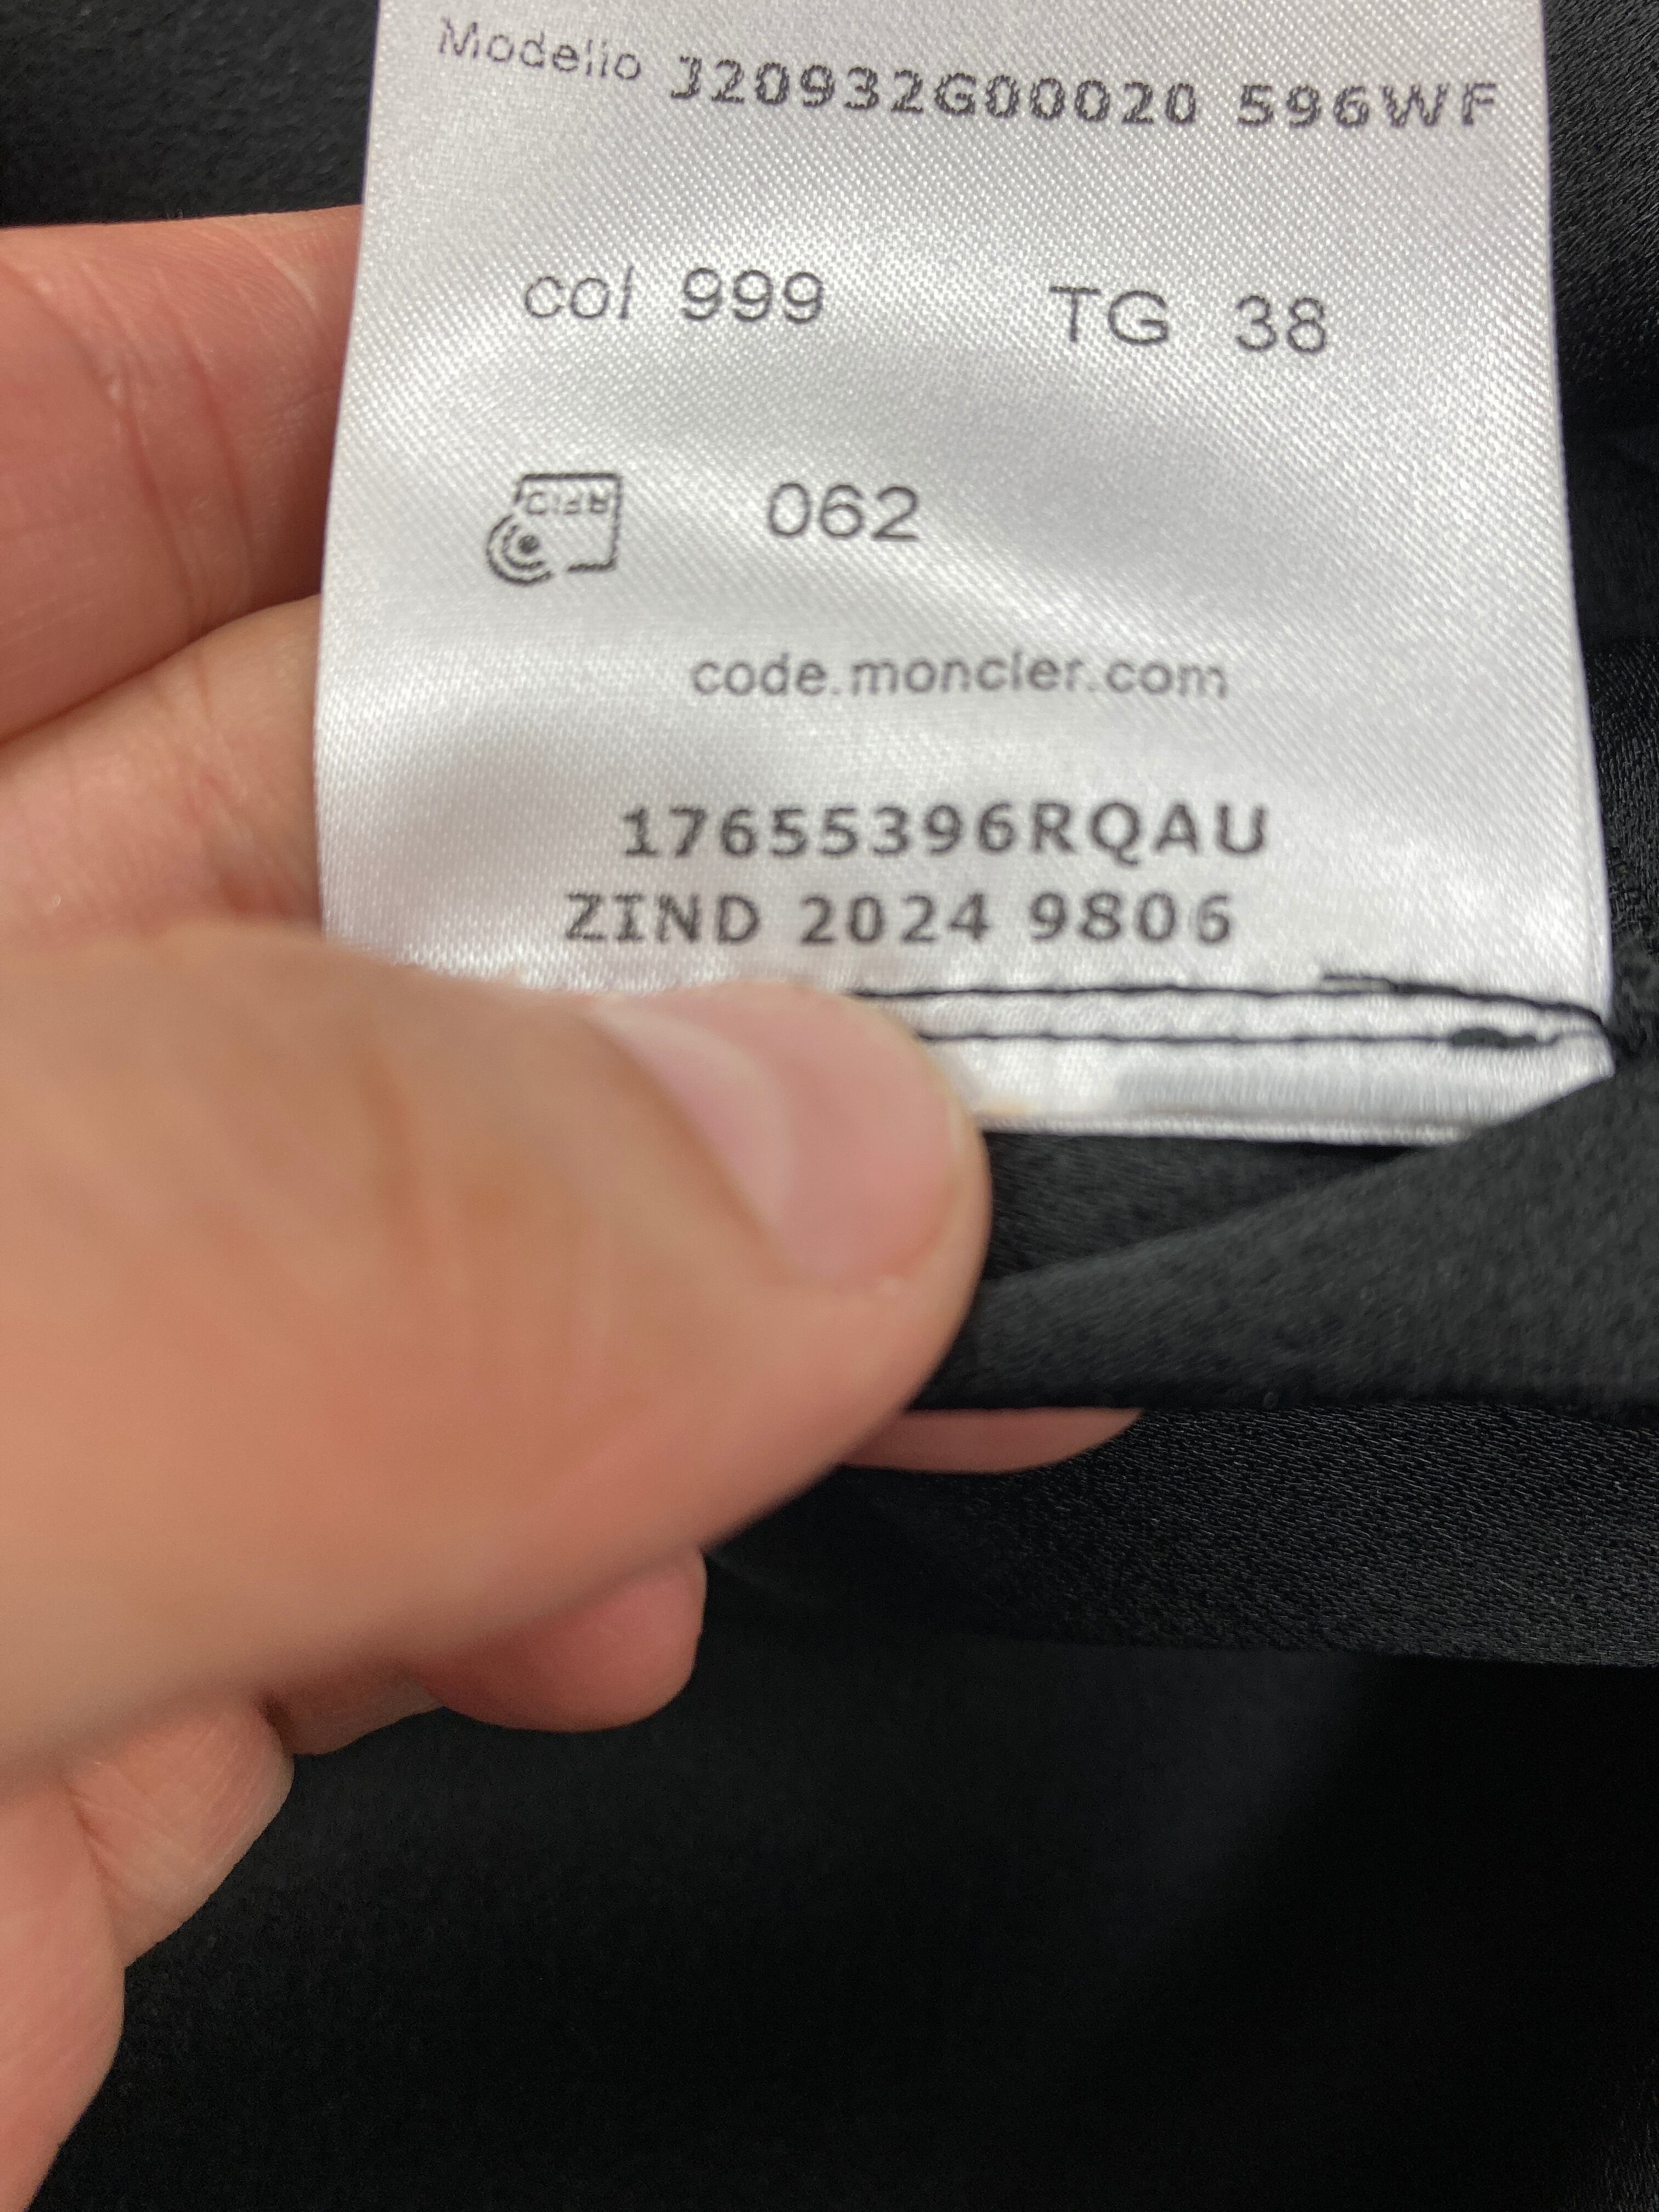 Modello J20932G00020 596WF
col 999 TG 38
RFID 062
code.moncler.com
17655396RQAU
ZIND 2024 9806